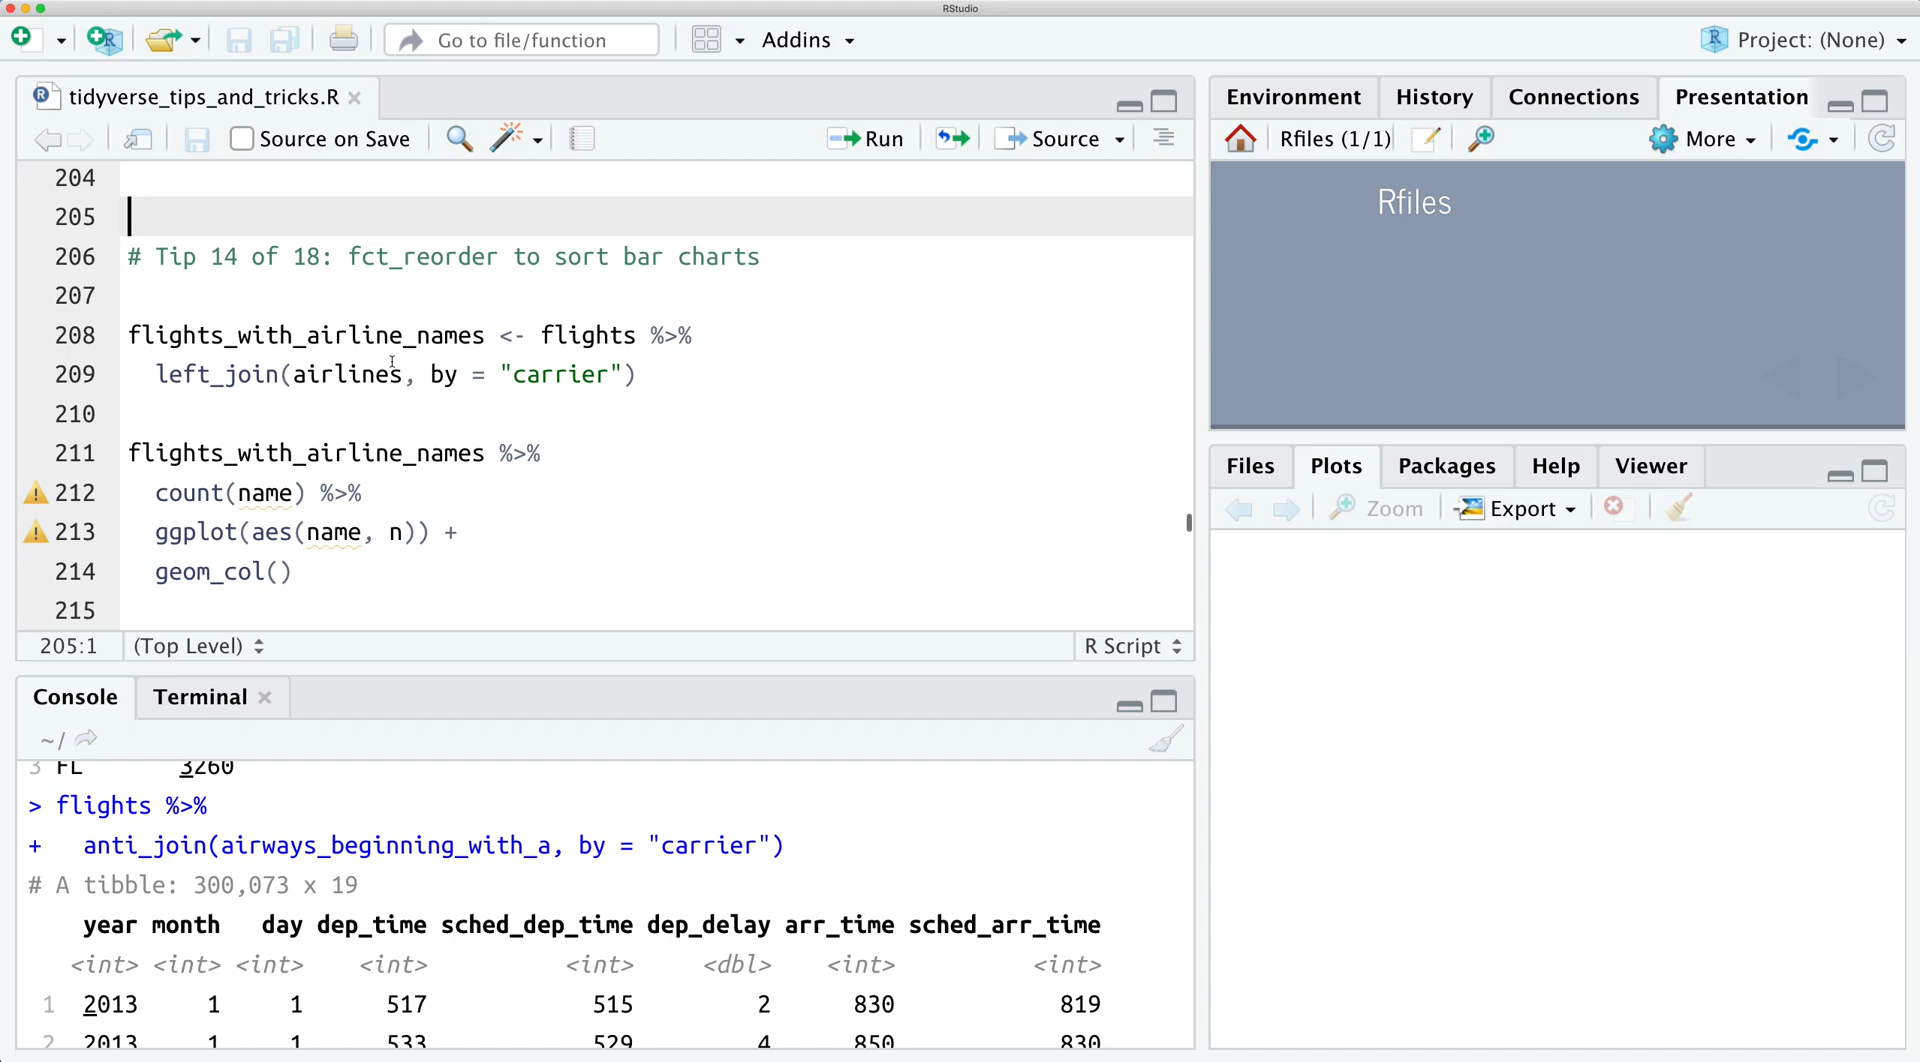 RStudio
Go to file/function
Addins
Project: (None)
tidyverse_tips_and_tricks.R
Source on Save
Run
Source
204
205
206 # Tip 14 of 18: fct_reorder to sort bar charts
207
208 flights_with_airline_names <- flights %>%
209 left_join(airlines, by = "carrier")
210
211 flights_with_airline_names %>%
212 count(name) %>%
213 ggplot(aes(name, n)) +
214 geom_col()
215
205:1 (Top Level) R Script
Console Terminal
~/
3 FL 3260
> flights %>%
+ anti_join(airways_beginning_with_a, by = "carrier")
# A tibble: 300,073 x 19
year month day dep_time sched_dep_time dep_delay arr_time sched_arr_time
<int> <int> <int> <int> <int> <dbl> <int> <int>
1 2013 1 1 517 515 2 830 819
2 2013 1 1 533 529 4 850 830
Environment History Connections Presentation
Rfiles (1/1) More
Rfiles
Files Plots Packages Help Viewer
Zoom Export